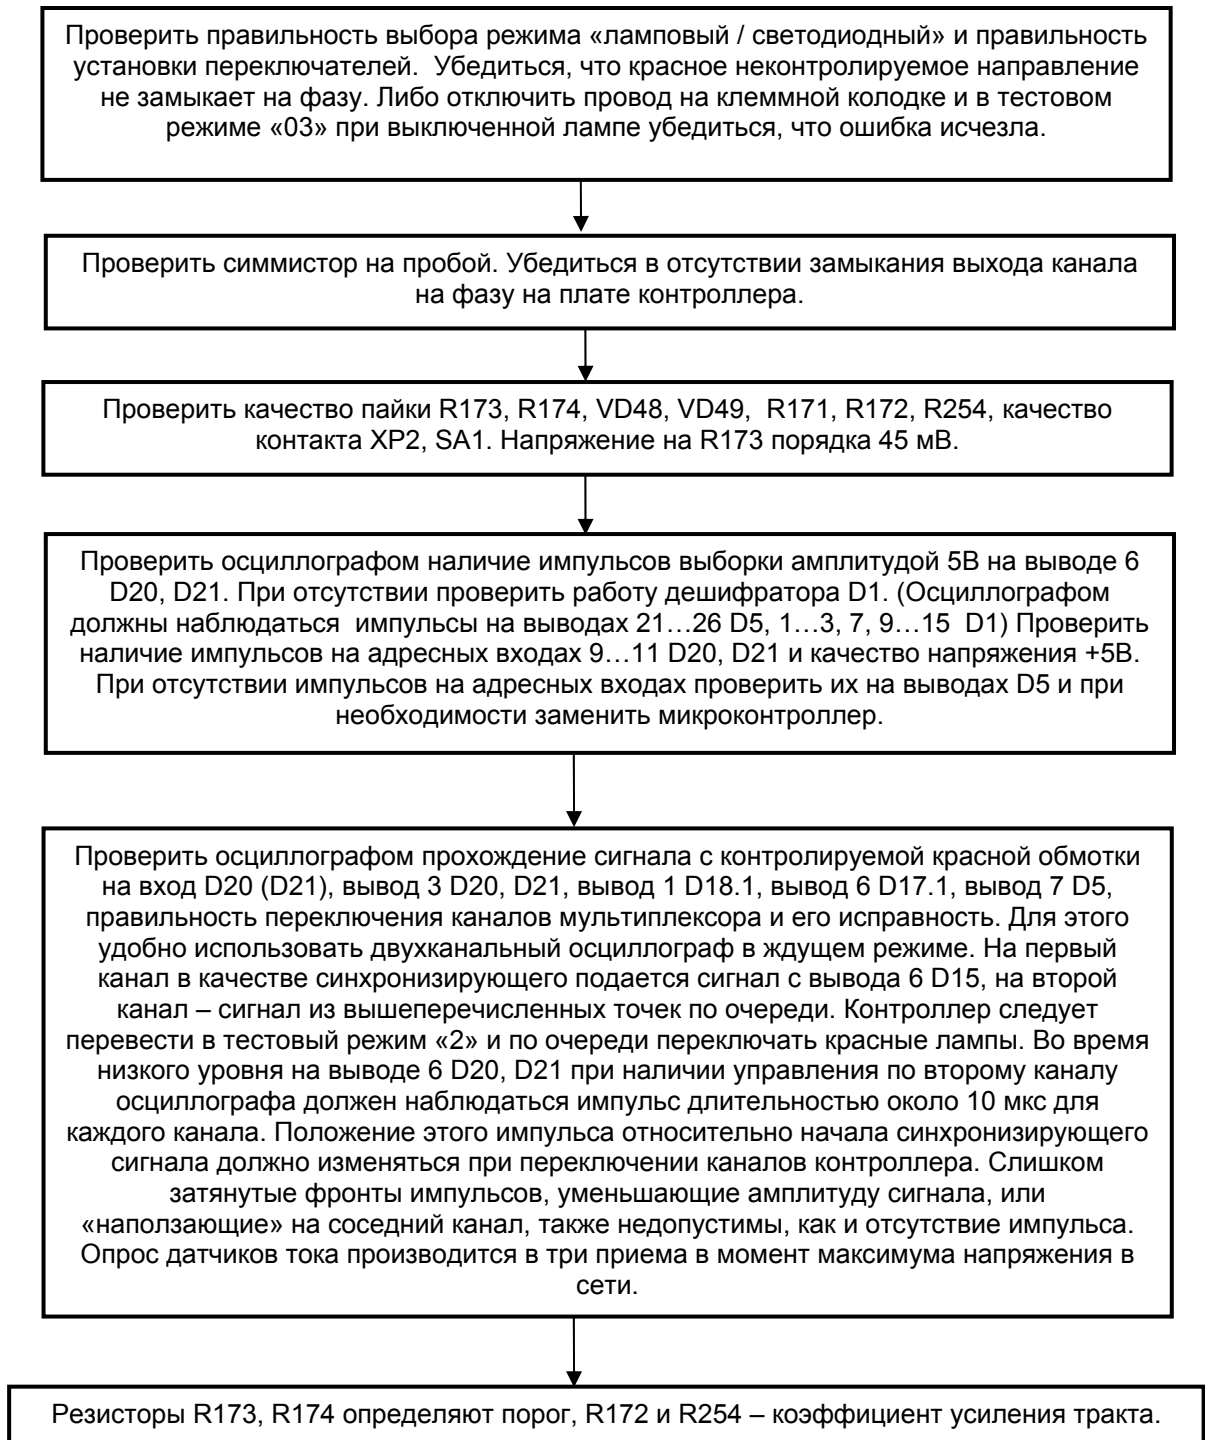 Проверить правильность выбора режима «ламповый / светодиодный» и правильность
установки переключателей.  Убедиться, что красное неконтролируемое направление
не замыкает на фазу. Либо отключить провод на клеммной колодке и в тестовом
режиме «03» при выключенной лампе убедиться, что ошибка исчезла.
Проверить симмистор на пробой. Убедиться в отсутствии замыкания выхода канала
на фазу на плате контроллера.
Проверить качество пайки R173, R174, VD48, VD49,  R171, R172, R254, качество
контакта XP2, SA1. Напряжение на R173 порядка 45 мВ.
Проверить осциллографом наличие импульсов выборки амплитудой 5В на выводе 6
D20, D21. При отсутствии проверить работу дешифратора D1. (Осциллографом
должны наблюдаться  импульсы на выводах 21…26 D5, 1…3, 7, 9…15  D1) Проверить
наличие импульсов на адресных входах 9…11 D20, D21 и качество напряжения +5В.
При отсутствии импульсов на адресных входах проверить их на выводах D5 и при
необходимости заменить микроконтроллер.
Проверить осциллографом прохождение сигнала с контролируемой красной обмотки
на вход D20 (D21), вывод 3 D20, D21, вывод 1 D18.1, вывод 6 D17.1, вывод 7 D5,
правильность переключения каналов мультиплексора и его исправность. Для этого
удобно использовать двухканальный осциллограф в ждущем режиме. На первый
канал в качестве синхронизирующего подается сигнал с вывода 6 D15, на второй
канал – сигнал из вышеперечисленных точек по очереди. Контроллер следует
перевести в тестовый режим «2» и по очереди переключать красные лампы. Во время
низкого уровня на выводе 6 D20, D21 при наличии управления по второму каналу
осциллографа должен наблюдаться импульс длительностью около 10 мкс для
каждого канала. Положение этого импульса относительно начала синхронизирующего
сигнала должно изменяться при переключении каналов контроллера. Слишком
затянутые фронты импульсов, уменьшающие амплитуду сигнала, или
«наползающие» на соседний канал, также недопустимы, как и отсутствие импульса.
Опрос датчиков тока производится в три приема в момент максимума напряжения в
сети.
Резисторы R173, R174 определяют порог, R172 и R254 – коэффициент усиления тракта.